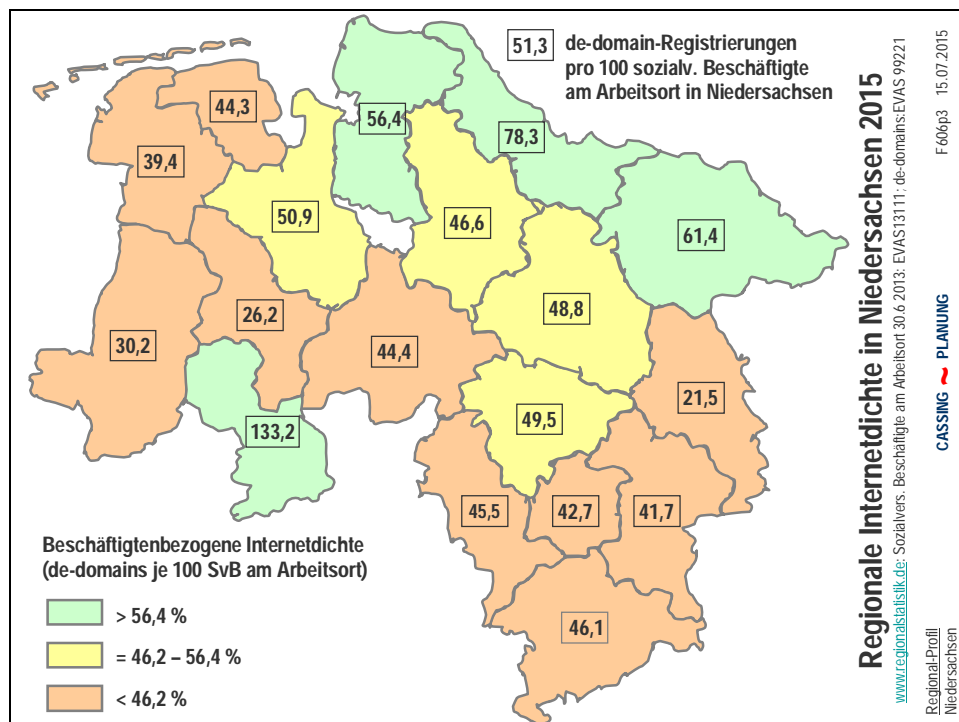 51,3
de-domain-Registrierungen
pro 100 sozialv. Beschäftigte
am Arbeitsort in Niedersachsen
44,3
56,4
78,3
39,4
50,9
46,6
61,4
26,2
48,8
30,2
44,4
21,5
49,5
133,2
45,5
42,7
41,7
46,1
Beschäftigtenbezogene Internetdichte
(de-domains je 100 SvB am Arbeitsort)
> 56,4 %
= 46,2 – 56,4 %
< 46,2 %
Regionale Internetdichte in Niedersachsen 2015
www.regionalstatistik.de: Sozialvers. Beschäftigte am Arbeitsort 30.6 2013: EVAS13111; de-domains:EVAS 99221
CASSING ~ PLANUNG
F606p3 15.07.2015
Regional-Profil
Niedersachsen